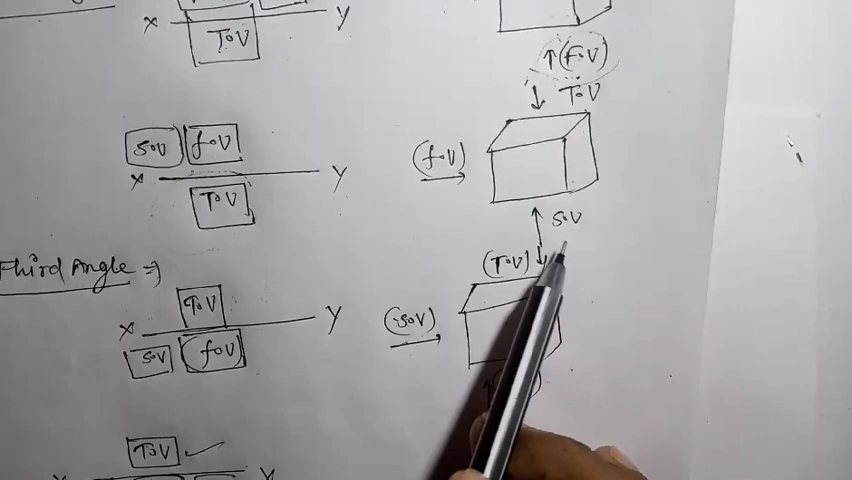 X T.V Y
↑(F.V)
↓ T.V
S.V F.V
X Y
T.V
(f.V)
↑ S.V
Third Angle ⇒
(T.V) ↓
T.V
X Y
S.V (f.V)
(S.V)
T.V ✓
X Y